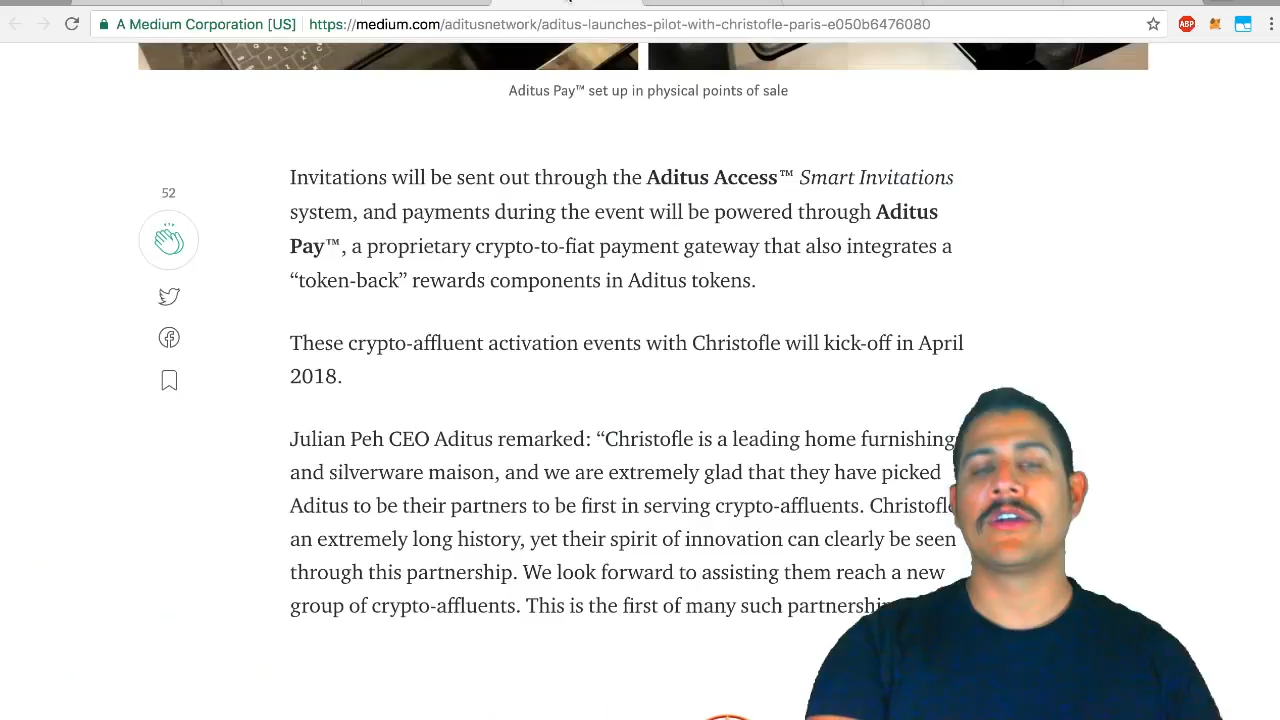 A Medium Corporation [US] https://medium.com/aditusnetwork/aditus-launches-pilot-with-christofle-paris-e050b6476080
ABP
Aditus Pay™ set up in physical points of sale
52
Invitations will be sent out through the Aditus Access™ Smart Invitations
system, and payments during the event will be powered through Aditus
Pay™, a proprietary crypto-to-fiat payment gateway that also integrates a
“token-back” rewards components in Aditus tokens.
These crypto-affluent activation events with Christofle will kick-off in April
2018.
Julian Peh CEO Aditus remarked: “Christofle is a leading home furnishing
and silverware maison, and we are extremely glad that they have picked
Aditus to be their partners to be first in serving crypto-affluents. Christofle
an extremely long history, yet their spirit of innovation can clearly be seen
through this partnership. We look forward to assisting them reach a new
group of crypto-affluents. This is the first of many such